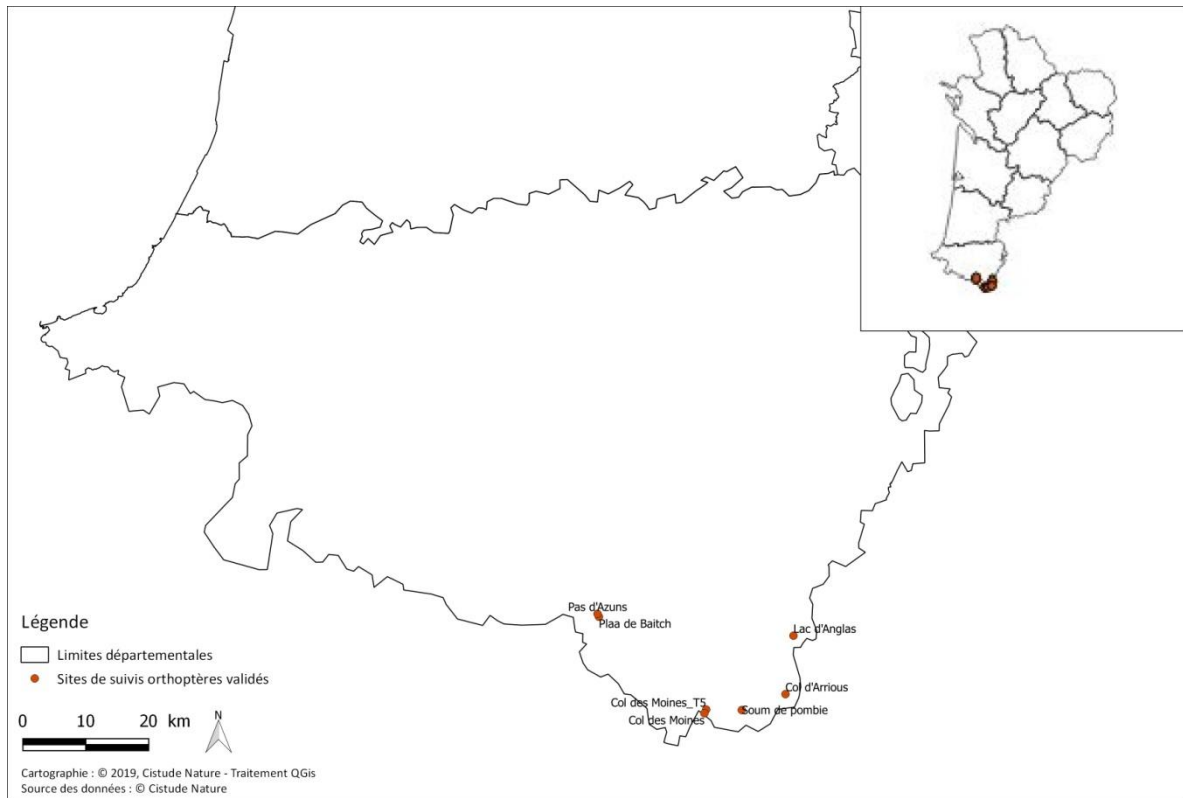 Pas d'Azuns
Plaa de Baitch
Lac d'Anglas
Col d'Arrious
Col des Moines_T5
Soum de pombie
Col des Moines
Légende
Limites départementales
Sites de suivis orthoptères validés
0 10 20 km
N
Cartographie : © 2019, Cistude Nature - Traitement QGis
Source des données : © Cistude Nature